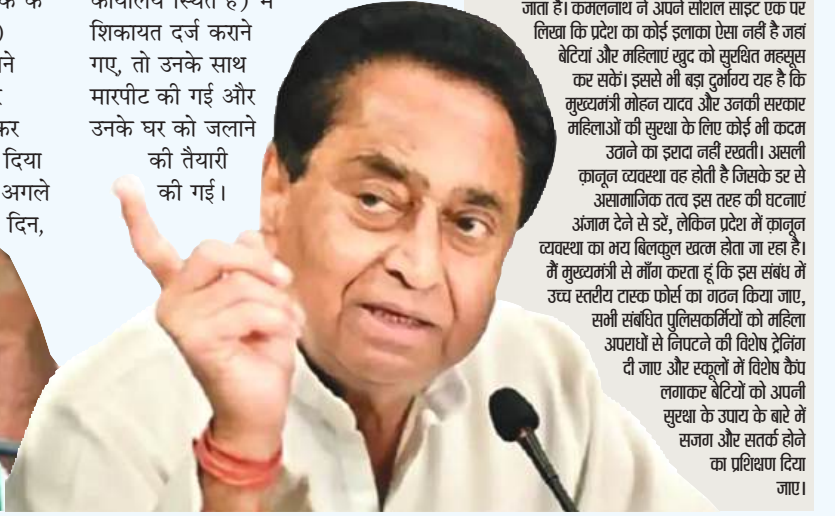 शिकायत दर्ज कराने
गए, तो उनके साथ
मारपीट की गई और
उनके घर को जलाने
की तैयारी
की गई।
दिया
अगले
दिन,
जाता है। कमलनाथ ने अपने सोशल साइट एक पर
लिखा कि प्रदेश का कोई इलाका ऐसा नहीं है जहां
बेटियां और महिलाएं खुद को सुरक्षित महसूस
कर सकें। इससे भी बड़ा दुर्भाग्य यह है कि
मुख्यमंत्री मोहन यादव और उनकी सरकार
महिलाओं की सुरक्षा के लिए कोई भी कदम
उठाने का इरादा नहीं रखती। असली
क़ानून व्यवस्था वह होती है जिसके डर से
असामाजिक तत्व इस तरह की घटनाएं
अंजाम देने से डरें, लेकिन प्रदेश में क़ानून
व्यवस्था का भय बिलकुल खत्म होता जा रहा है।
मैं मुख्यमंत्री से माँग करता हूं कि इस संबंध में
उच्च स्तरीय टास्क फोर्स का गठन किया जाए,
सभी संबंधित पुलिसकर्मियों को महिला
अपराधों से निपटने की विशेष ट्रेनिंग
दी जाए और स्कूलों में विशेष कैंप
लगाकर बेटियों को अपनी
सुरक्षा के उपाय के बारे में
सजग और सतर्क होने
का प्रशिक्षण दिया
जाए।